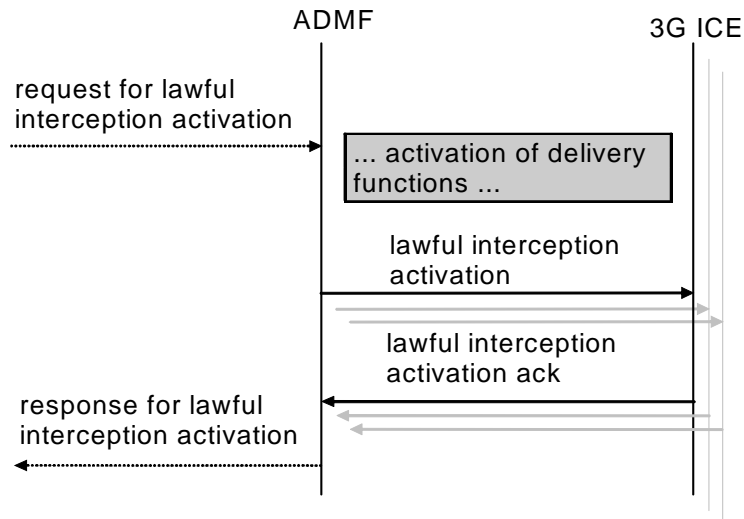 ADMF
3G ICE
request for lawful
interception activation
... activation of delivery
functions ...
lawful interception
activation
lawful interception
activation ack
response for lawful
interception activation